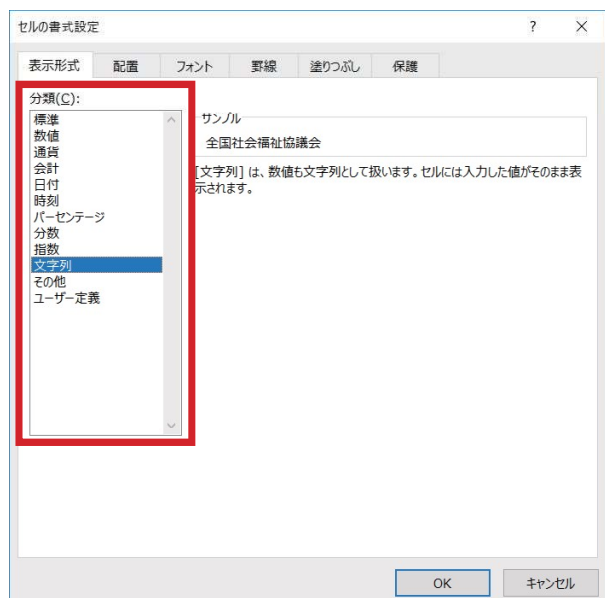 セルの書式設定 ? ×
表示形式 配置 フォント 罫線 塗りつぶし 保護
分類(C):
標準
数値
通貨
会計
日付
時刻
パーセンテージ
分数
指数
文字列
その他
ユーザー定義
サンプル
全国社会福祉協議会
[文字列] は、数値も文字列として扱います。セルには入力した値がそのまま表
示されます。
OK キャンセル